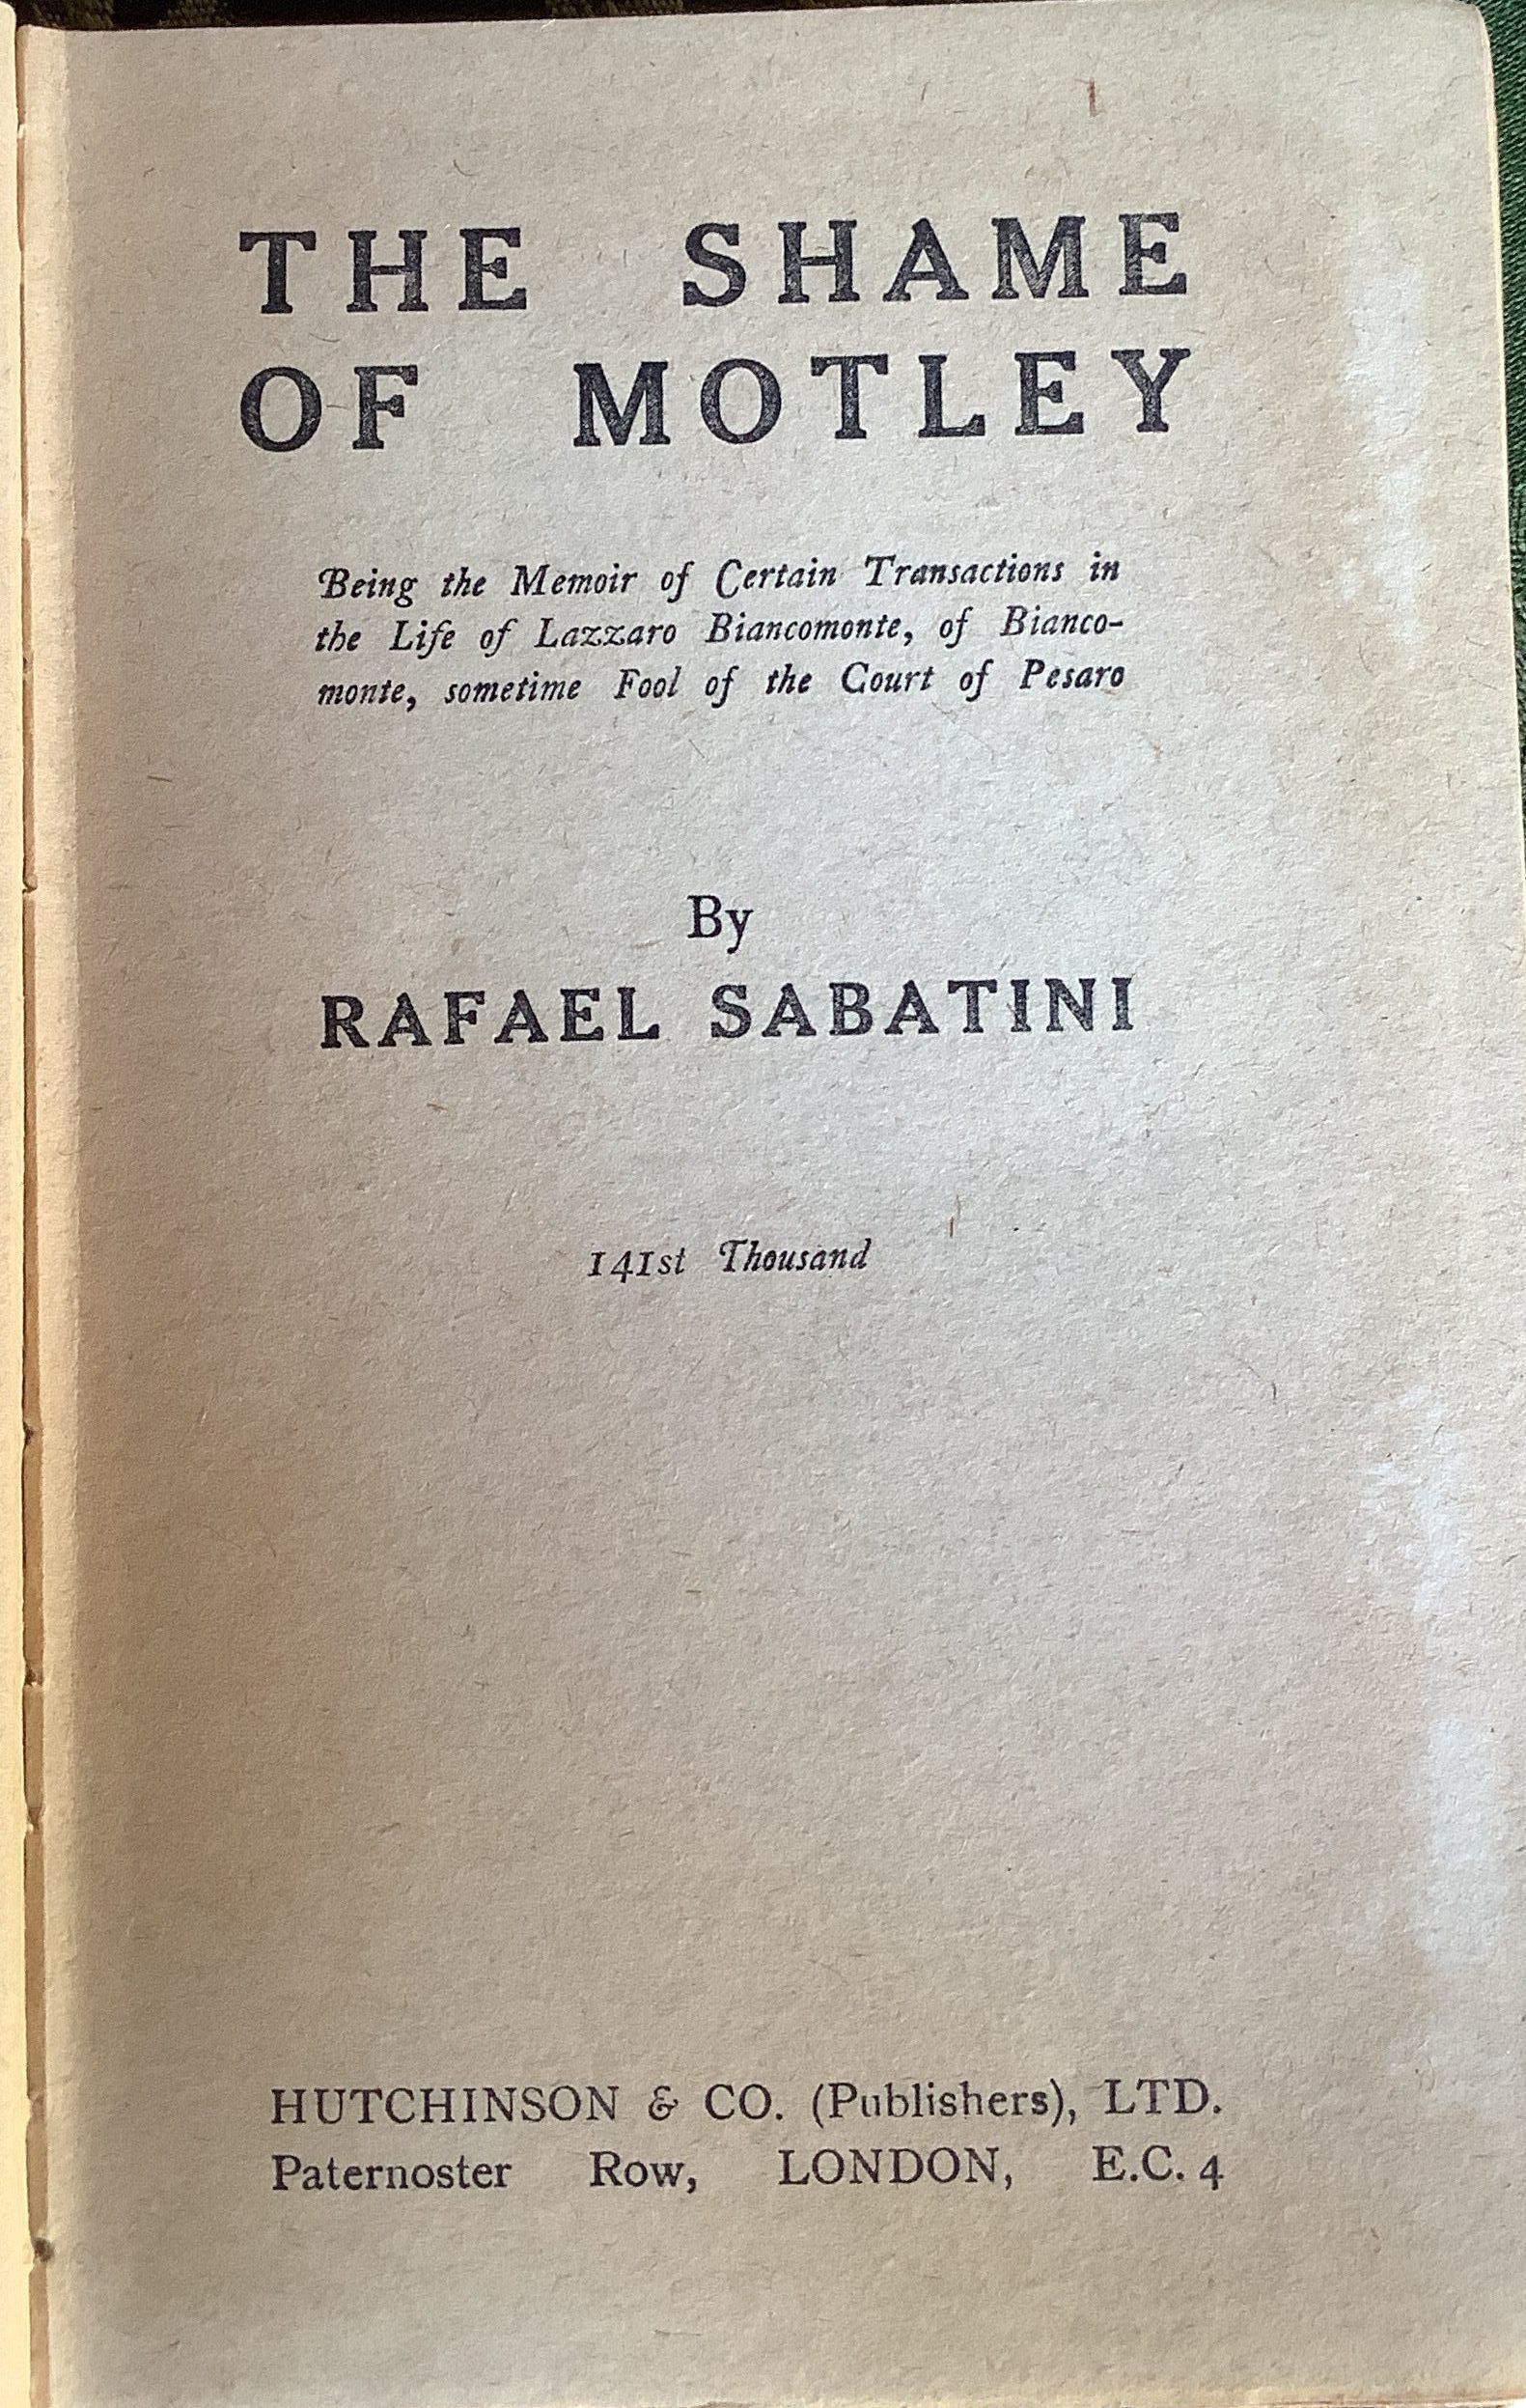 THE SHAME
OF MOTLEY
Being the Memoir of Certain Transactions in
the Life of Lazzaro Biancomonte, of Bianco-
monte, sometime Fool of the Court of Pesaro
By
RAFAEL SABATINI
141st Thousand
HUTCHINSON & CO. (Publishers), LTD.
Paternoster Row, LONDON, E.C. 4